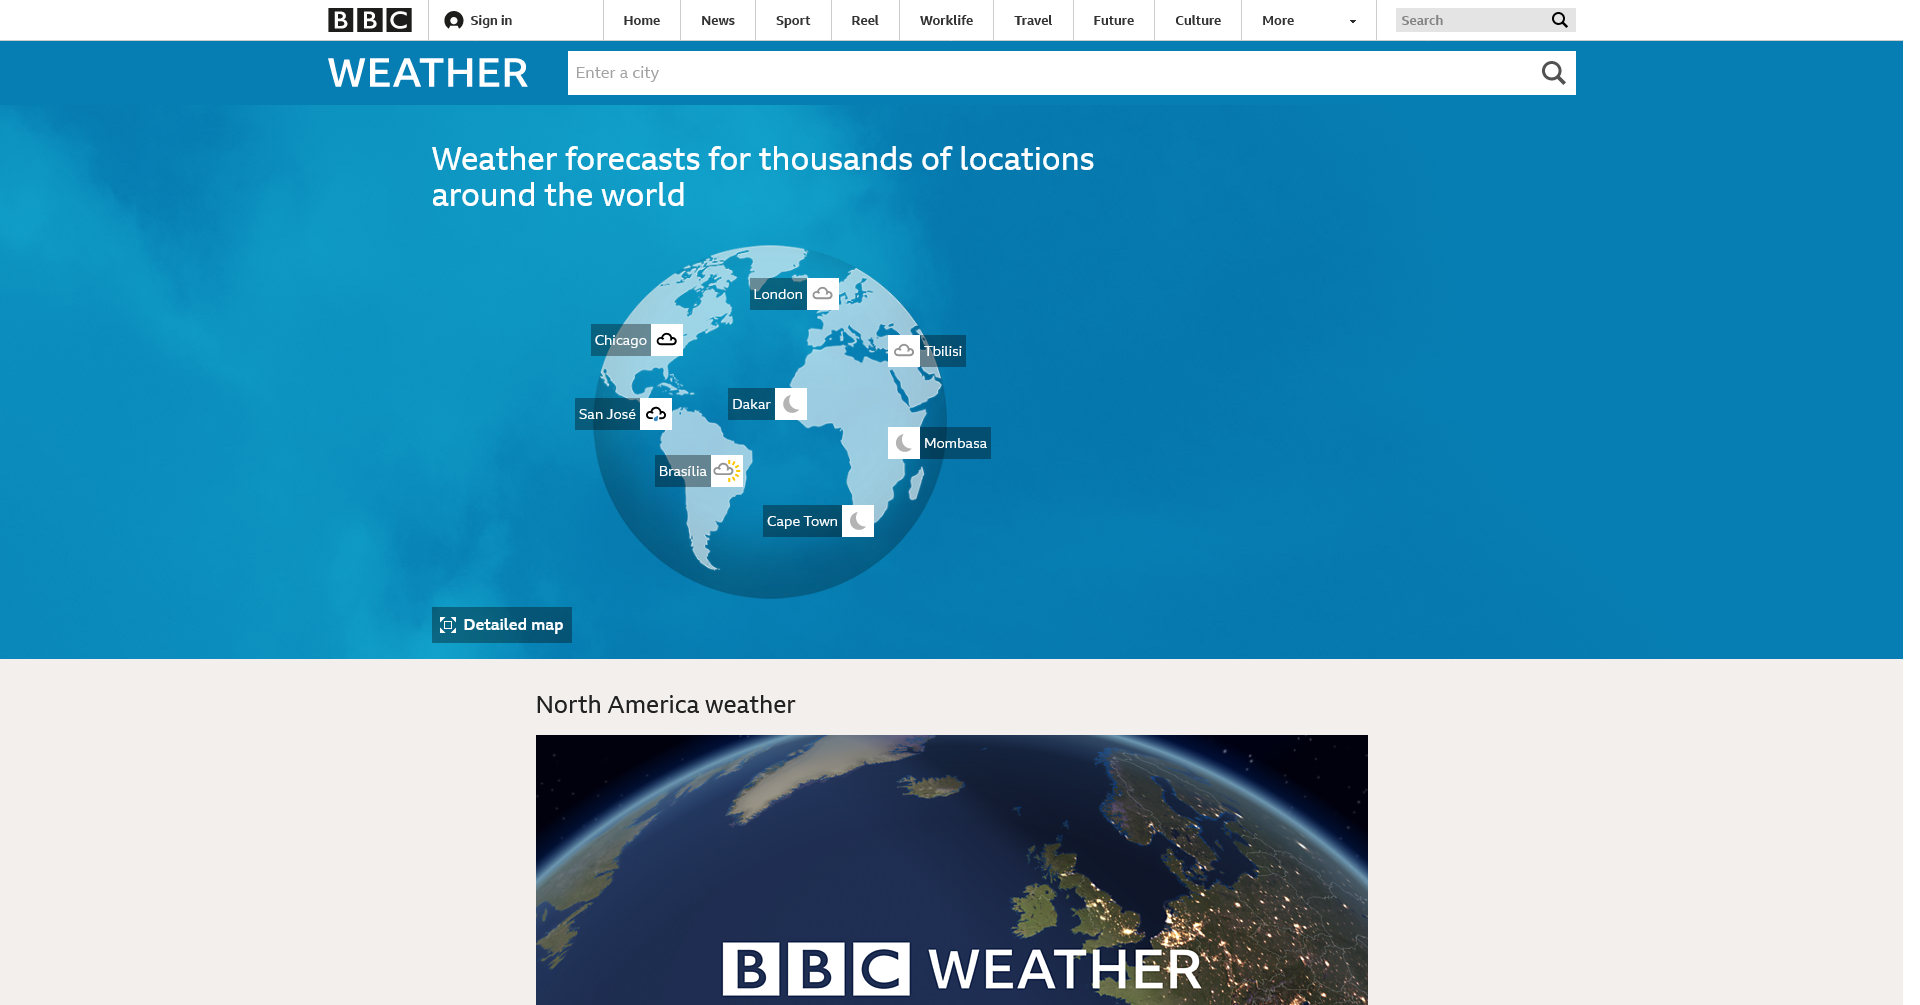 BBC
Sign in
Home
News
Sport
Reel
Worklife
Travel
Future
Culture
More
Search
WEATHER
Enter a city
Weather forecasts for thousands of locations
around the world
London
Chicago
Tbilisi
Dakar
San José
Mombasa
Brasília
Cape Town
Detailed map
North America weather
BBC WEATHER